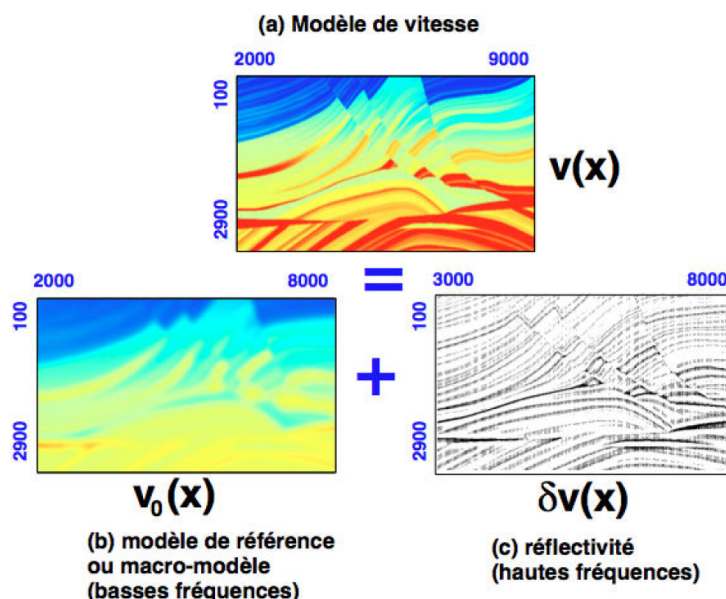 (a) Modèle de vitesse
2000 9000
100
v(x)
2900
=
2000 8000
3000 8000
100
100
+
2900
2900
v₀(x)
δv(x)
(b) modèle de référence
ou macro-modèle
(basses fréquences)
(c) réflectivité
(hautes fréquences)